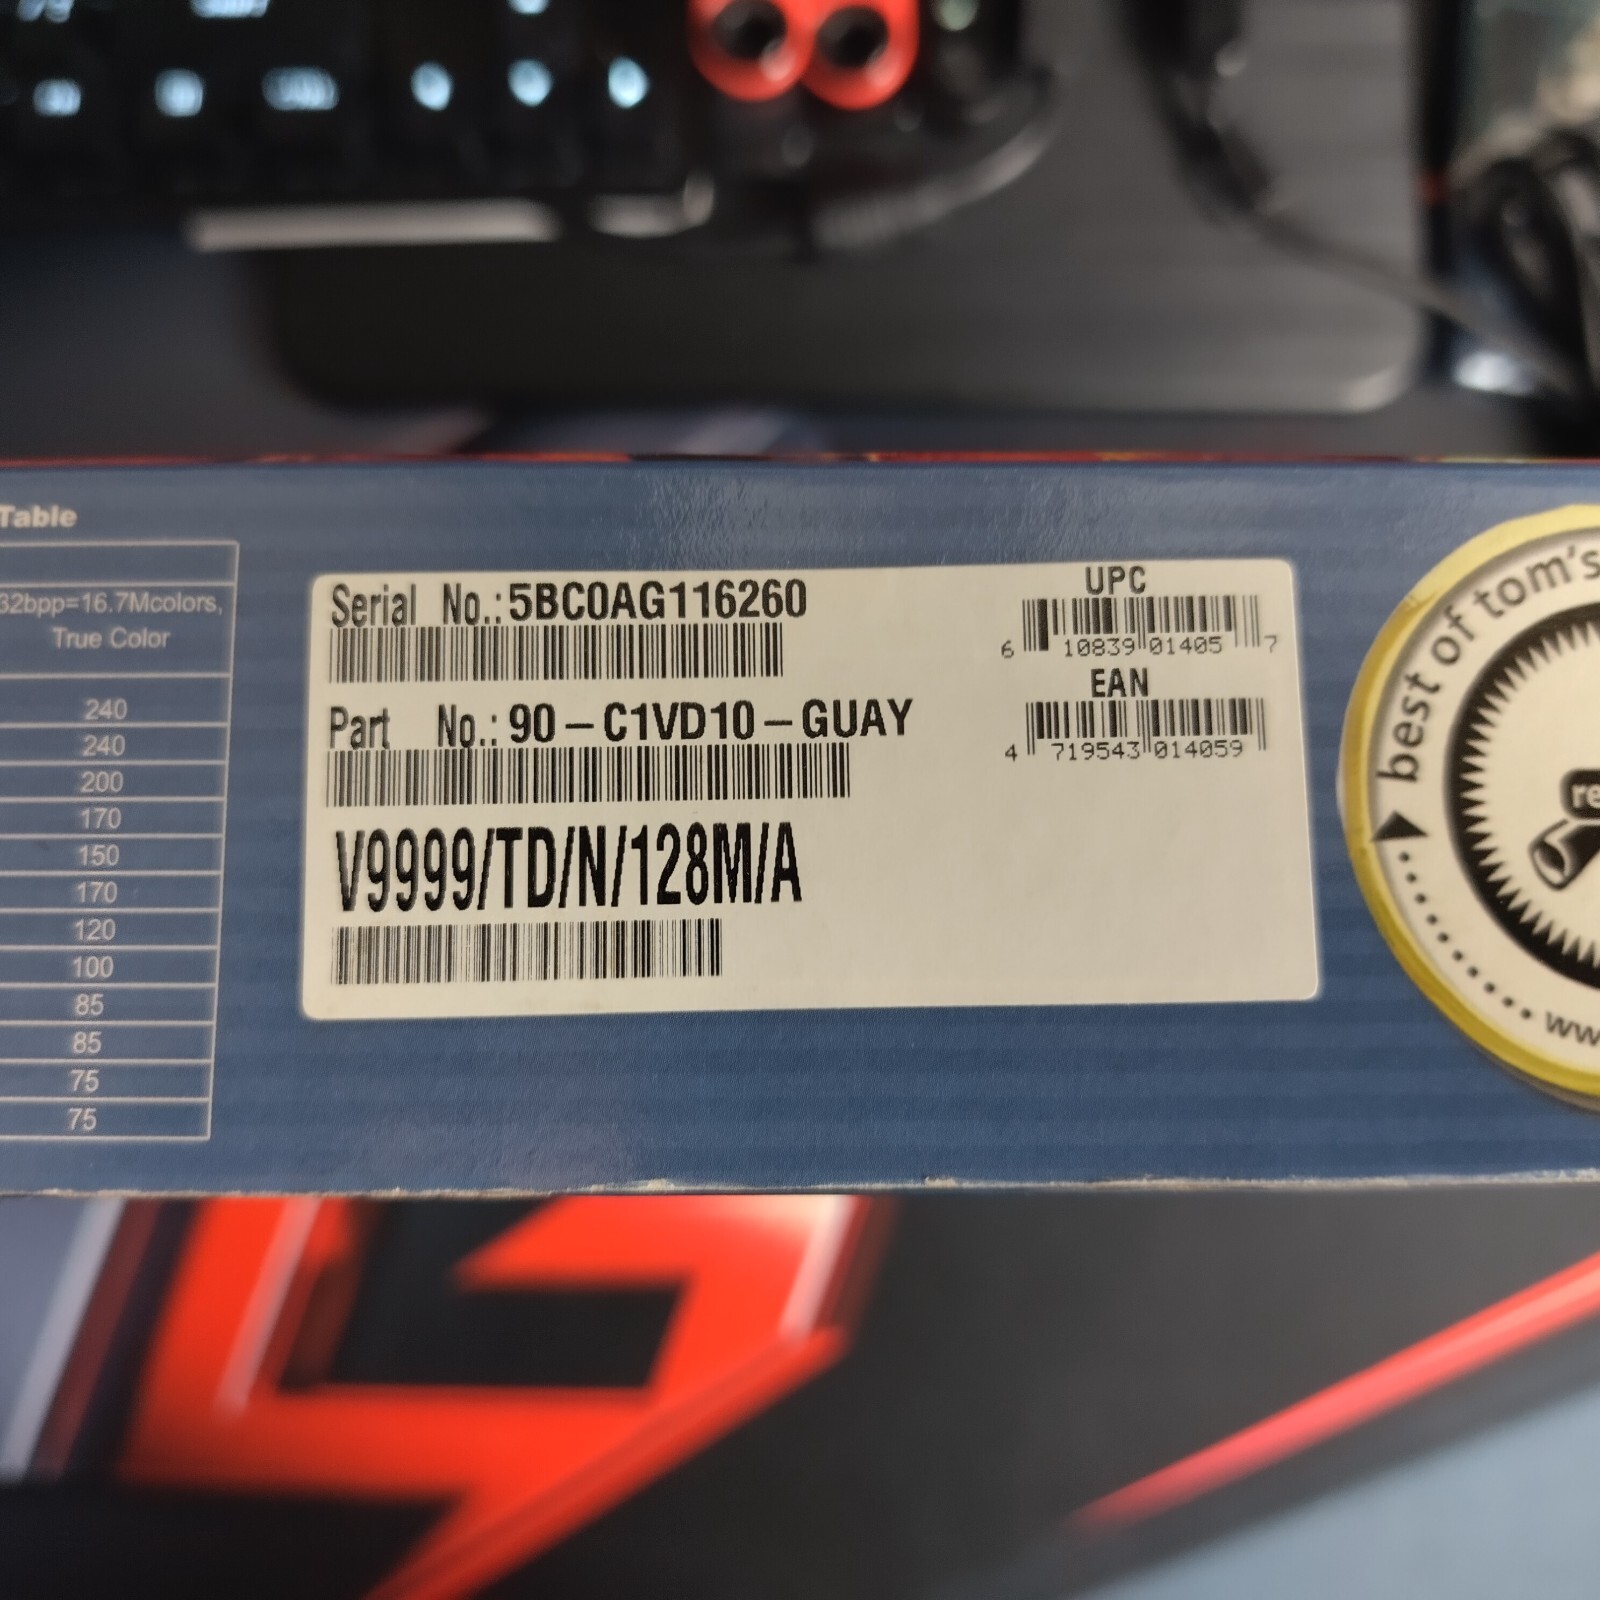 Table
32bpp=16.7Mcolors,
True Color
240
240
200
170
150
170
120
100
85
85
75
75
Serial No.: 5BC0AG116260
Part No.: 90-C1VD10-GUAY
V9999/TD/N/128M/A
UPC
6 10839 01405 7
EAN
4 719543 014059
best of tom's